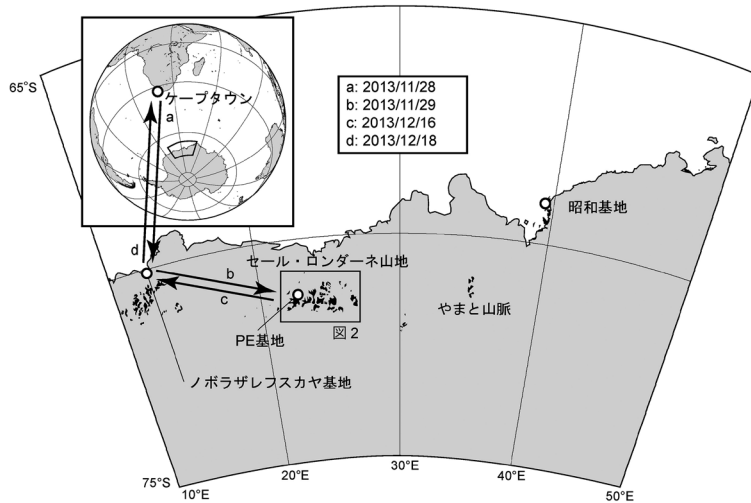 65°S
ケープタウン
a
d
a: 2013/11/28
b: 2013/11/29
c: 2013/12/16
d: 2013/12/18
昭和基地
セール・ロンダーネ山地
b
c
やまと山脈
PE基地
図2
ノボラザレフスカヤ基地
75°S
10°E
20°E
30°E
40°E
50°E